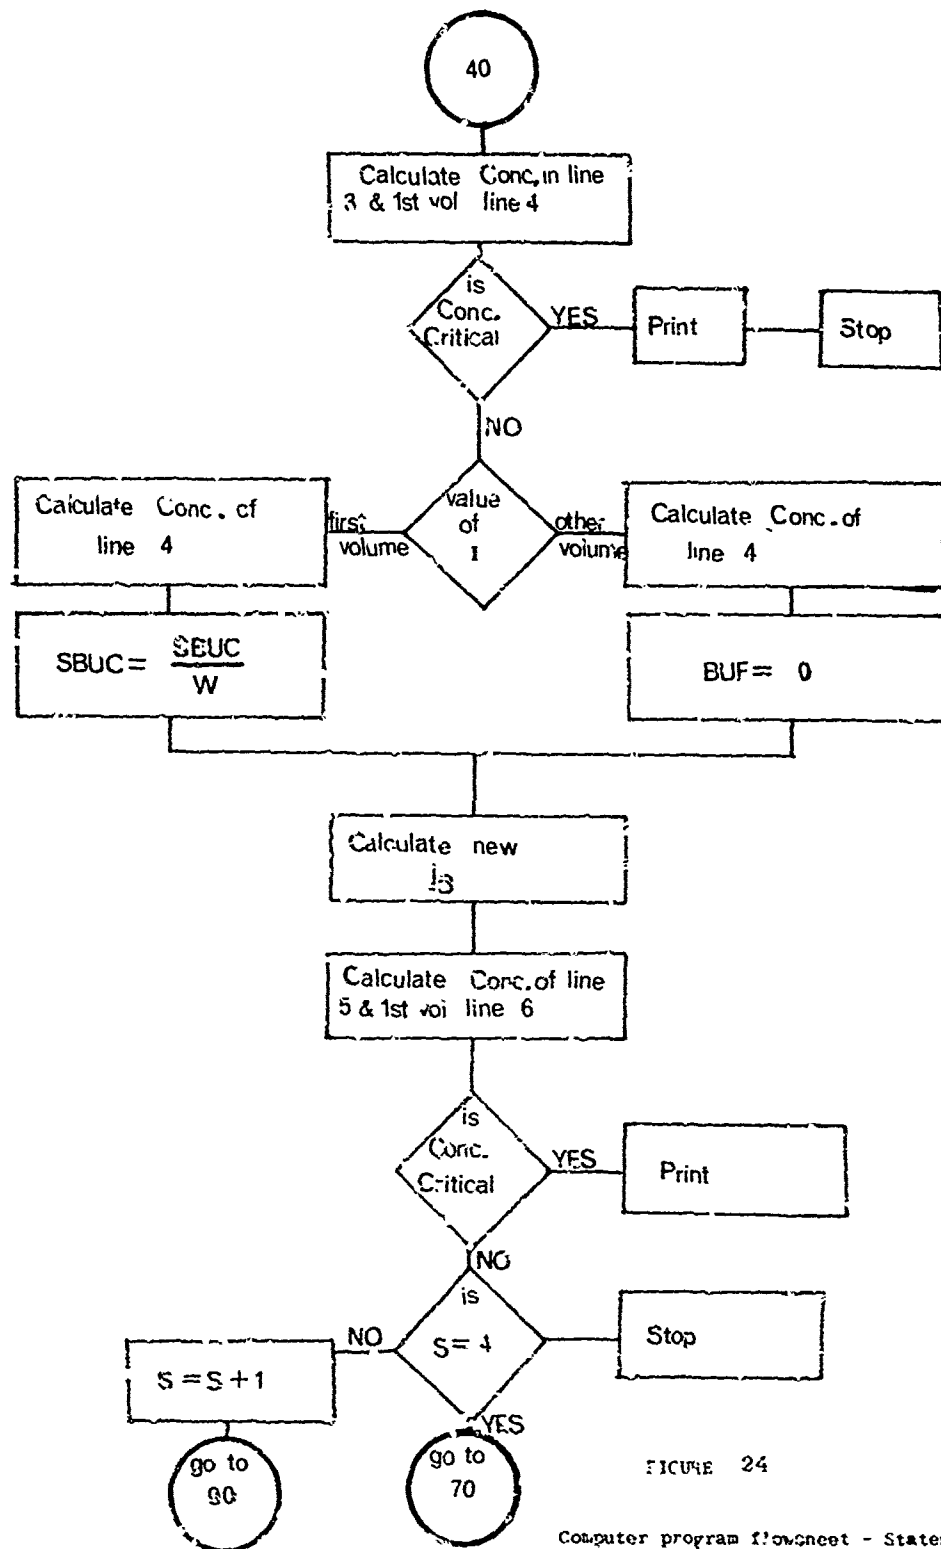 40
Calculate Conc. in line
3 & 1st vol line 4
is
Conc.
Critical
YES
Print
Stop
NO
Calculate Conc. of
line 4
first
volume
value
of
I
other
volume
Calculate Conc. of
line 4
SBUC = SBUC
W
BUF = 0
Calculate new
Calculate Conc. of line
5 & 1st vol line 6
is
Conc.
Critical
YES
Print
NO
is
S = 4
Stop
NO
S = S + 1
YES
go to
go to
70
FIGURE 24
Computer program flowsheet -